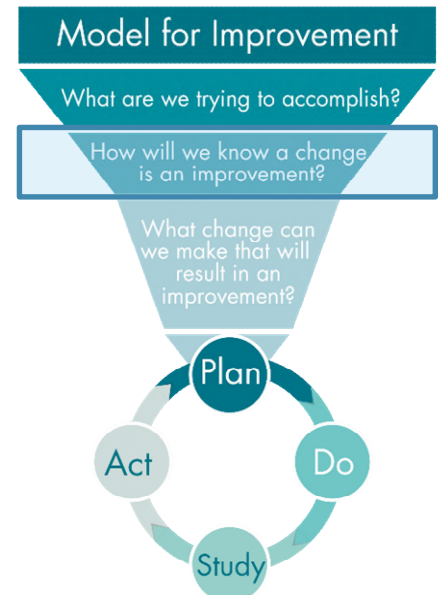 Model for Improvement
What are we trying to accomplish?
How will we know a change
is an improvement?
What change can
we make that will
result in an
improvement?
Plan
Act
Do
Study